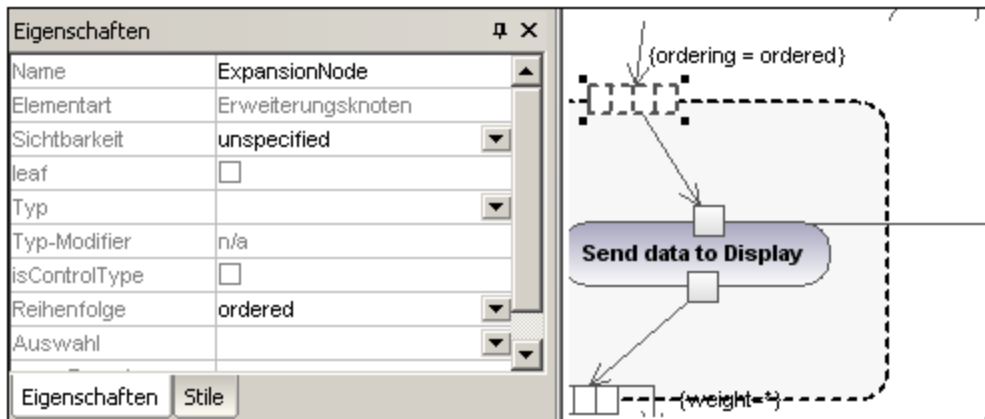 Eigenschaften
Name ExpansionNode
Elementart Erweiterungsknoten
Sichtbarkeit unspecified
leaf
Typ
Typ-Modifier n/a
isControlType
Reihenfolge ordered
Auswahl
Eigenschaften Stile
{ordering = ordered}
Send data to Display
{weight=*}